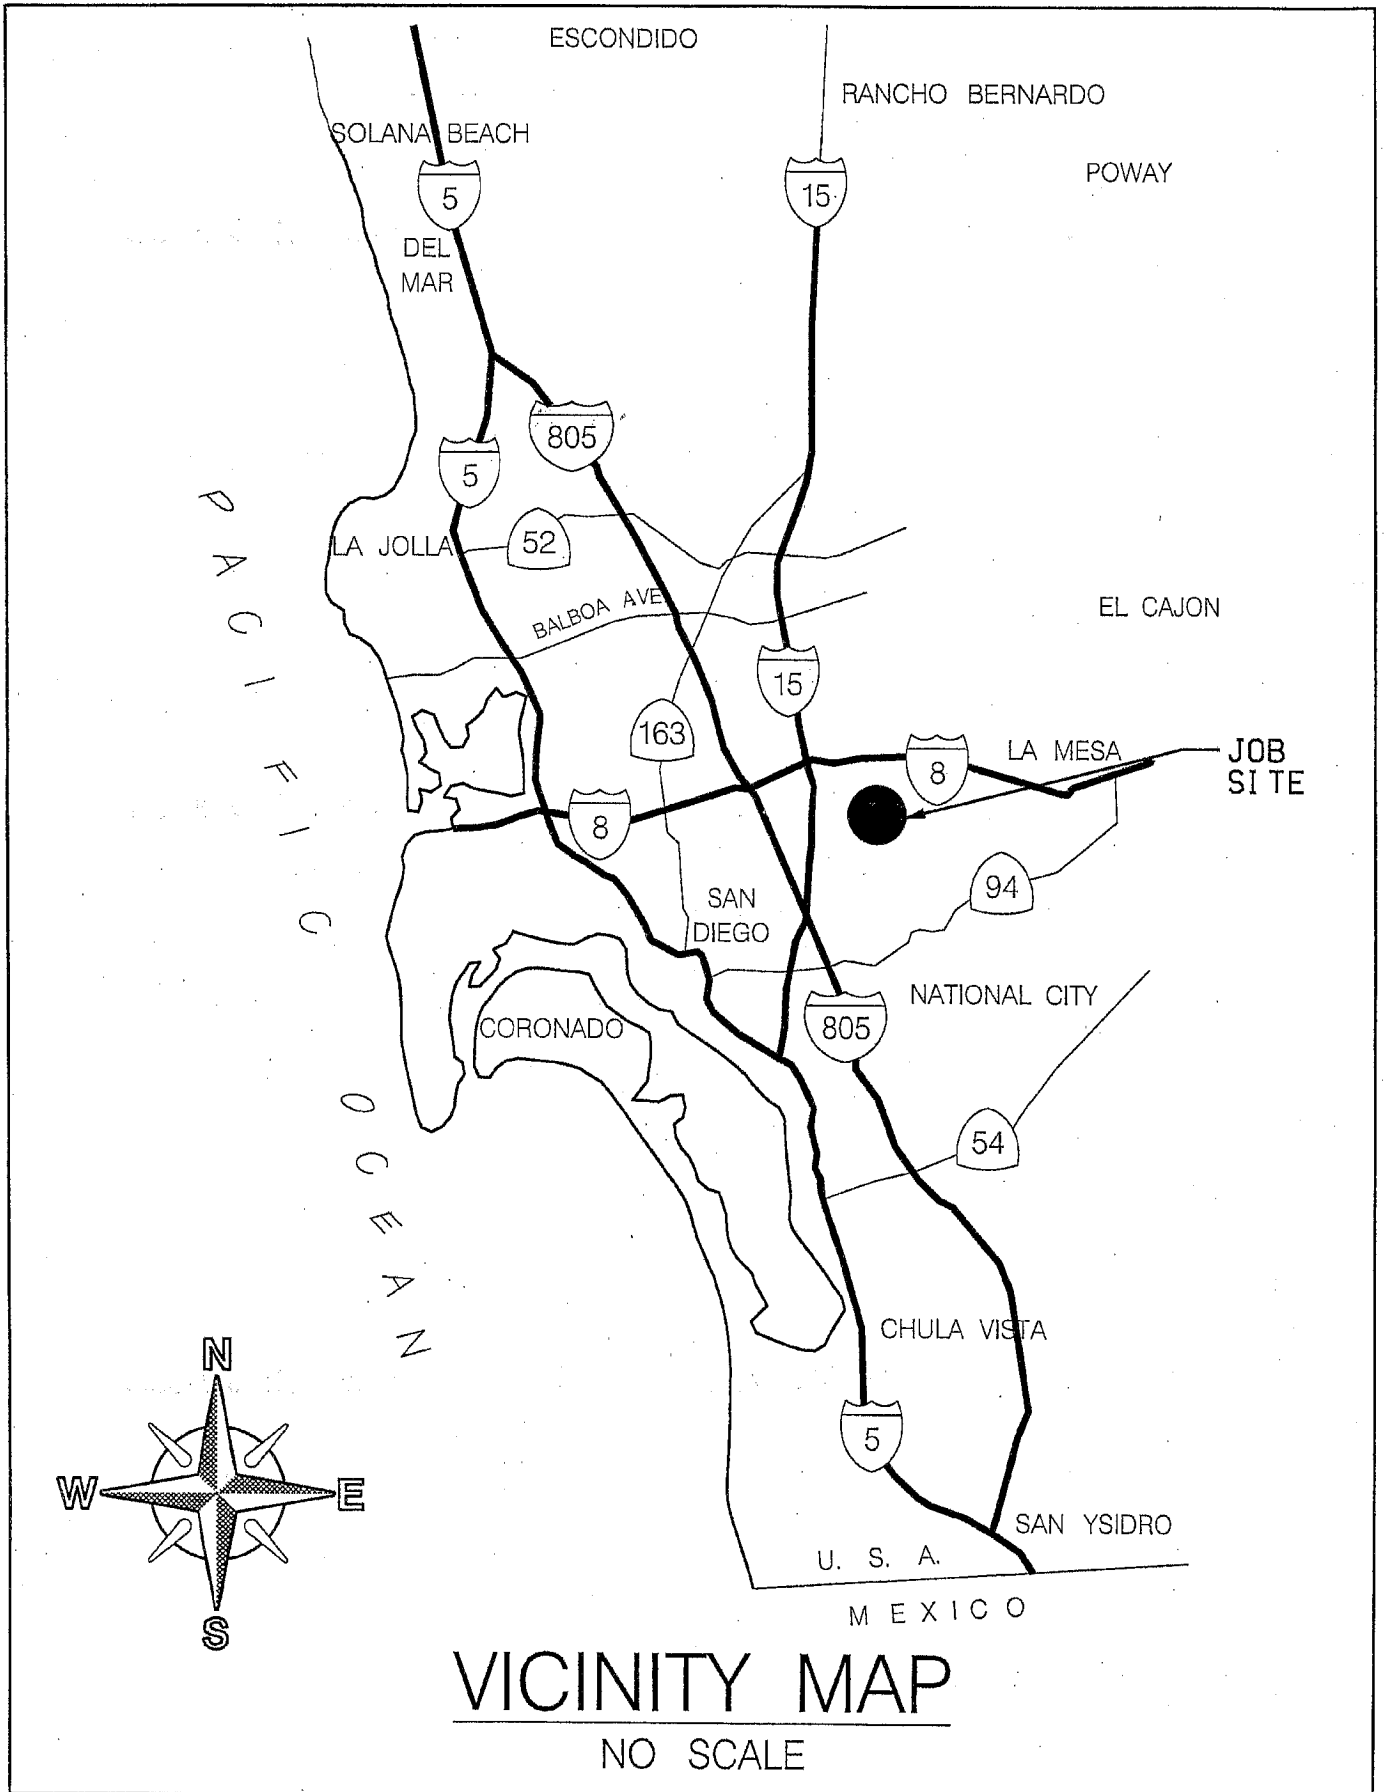 ESCONDIDO
RANCHO BERNARDO
SOLANA BEACH
POWAY
5
15
DEL
MAR
805
5
PACIFIC
LA JOLLA
52
BALBOA AVE
EL CAJON
15
163
LA MESA
JOB
SITE
8
8
94
SAN
DIEGO
NATIONAL CITY
CORONADO
805
OCEAN
54
CHULA VISTA
N
5
W
E
SAN YSIDRO
U. S. A.
MEXICO
S
VICINITY MAP
NO SCALE